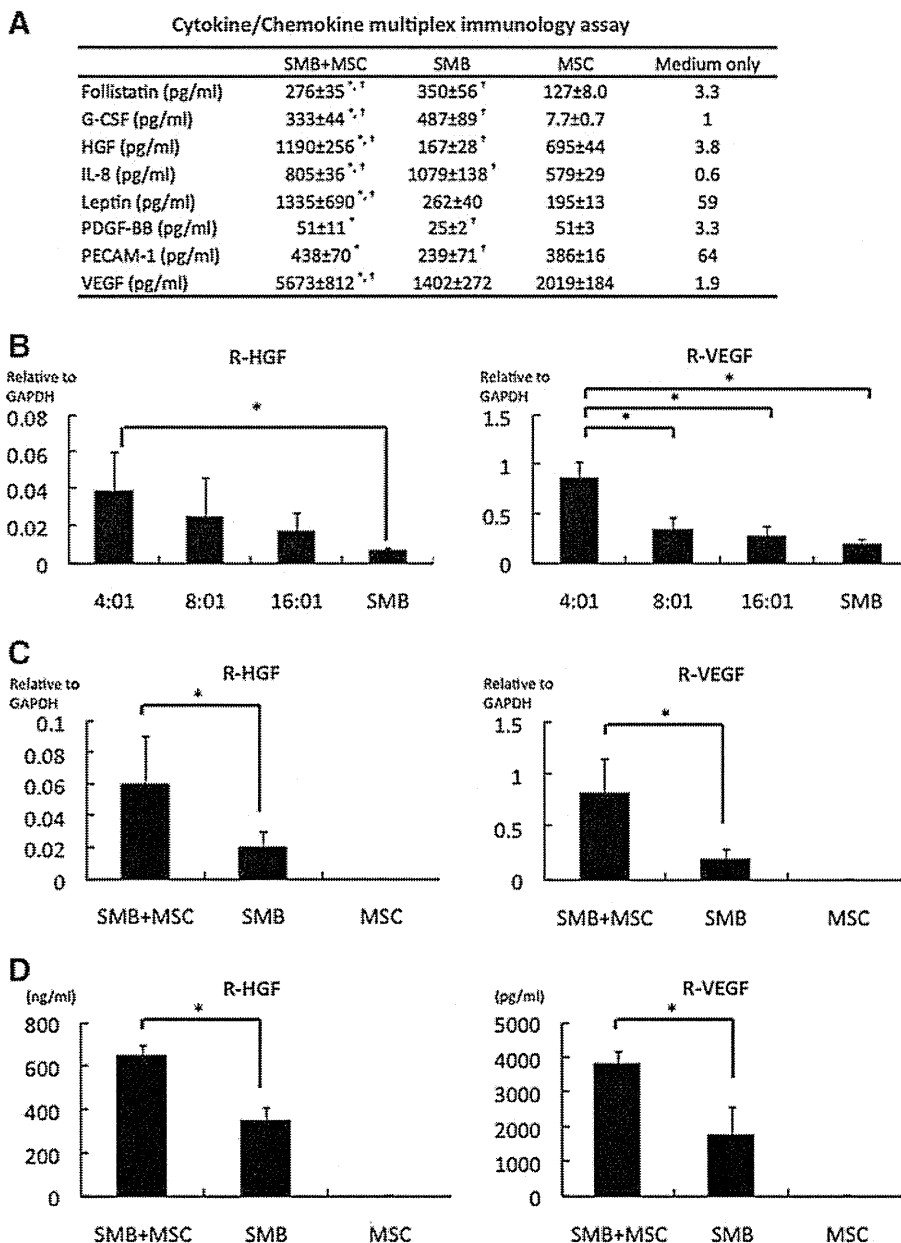 A
Cytokine/Chemokine multiplex immunology assay
SMB+MSC SMB MSC Medium only
Follistatin (pg/ml) 276±35*,† 350±56† 127±8.0 3.3
G-CSF (pg/ml) 333±44*,† 487±89† 7.7±0.7 1
HGF (pg/ml) 1190±256*,† 167±28† 695±44 3.8
IL-8 (pg/ml) 805±36*,† 1079±138† 579±29 0.6
Leptin (pg/ml) 1335±690*,† 262±40 195±13 59
PDGF-BB (pg/ml) 51±11* 25±2† 51±3 3.3
PECAM-1 (pg/ml) 438±70* 239±71† 386±16 64
VEGF (pg/ml) 5673±812*,† 1402±272 2019±184 1.9
B
R-HGF
Relative to
GAPDH
0.08
0.06
0.04
0.02
0
*
4:01 8:01 16:01 SMB
R-VEGF
Relative to
GAPDH
1.5
1
0.5
0
*
*
*
4:01 8:01 16:01 SMB
C
R-HGF
Relative to
GAPDH
0.1
0.08
0.06
0.04
0.02
0
*
SMB+MSC SMB MSC
R-VEGF
Relative to
GAPDH
1.5
1
0.5
0
*
SMB+MSC SMB MSC
D
R-HGF
(ng/ml)
800
600
400
200
0
*
SMB+MSC SMB MSC
R-VEGF
(pg/ml)
5000
4000
3000
2000
1000
0
*
SMB+MSC SMB MSC